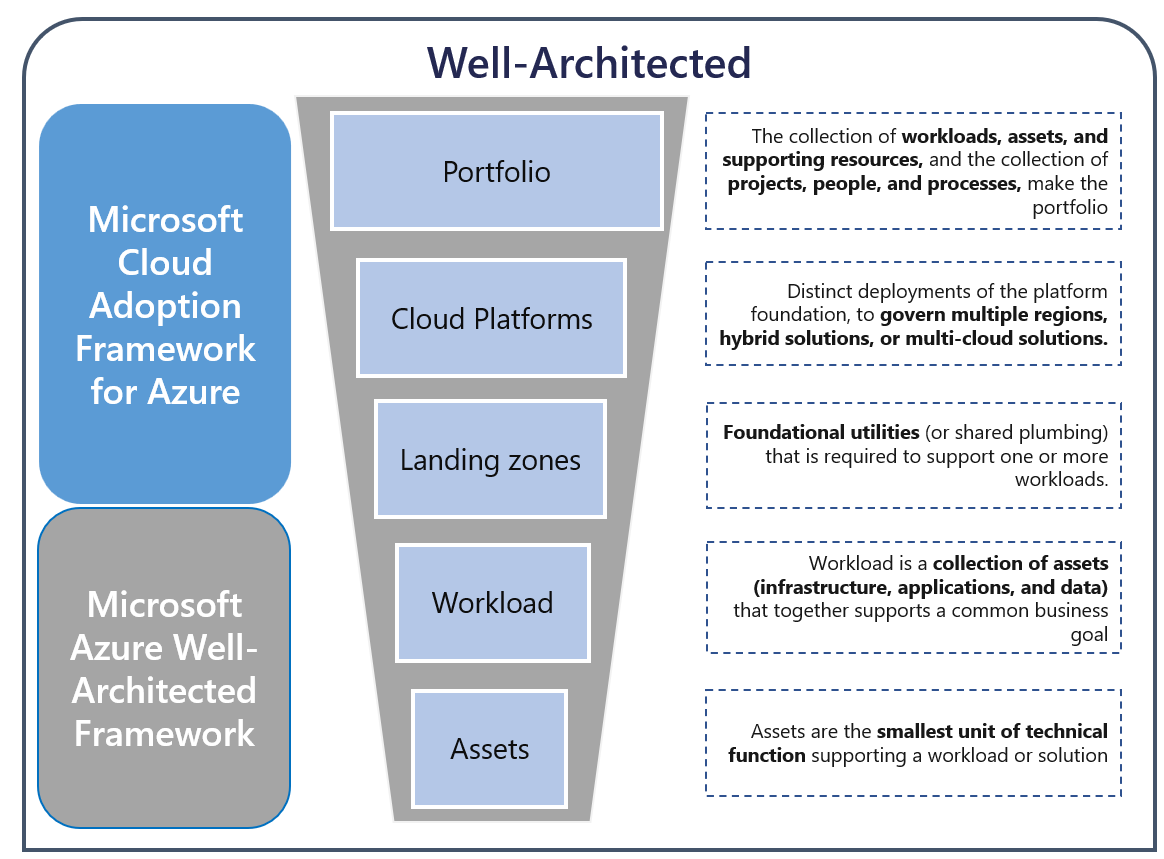 Well-Architected
Microsoft
Cloud
Adoption
Framework
for Azure
Portfolio
The collection of workloads, assets, and
supporting resources, and the collection of
projects, people, and processes, make the
portfolio
Cloud Platforms
Distinct deployments of the platform
foundation, to govern multiple regions,
hybrid solutions, or multi-cloud solutions.
Landing zones
Foundational utilities (or shared plumbing)
that is required to support one or more
workloads.
Microsoft
Azure Well-
Architected
Framework
Workload
Workload is a collection of assets
(infrastructure, applications, and data)
that together supports a common business
goal
Assets
Assets are the smallest unit of technical
function supporting a workload or solution